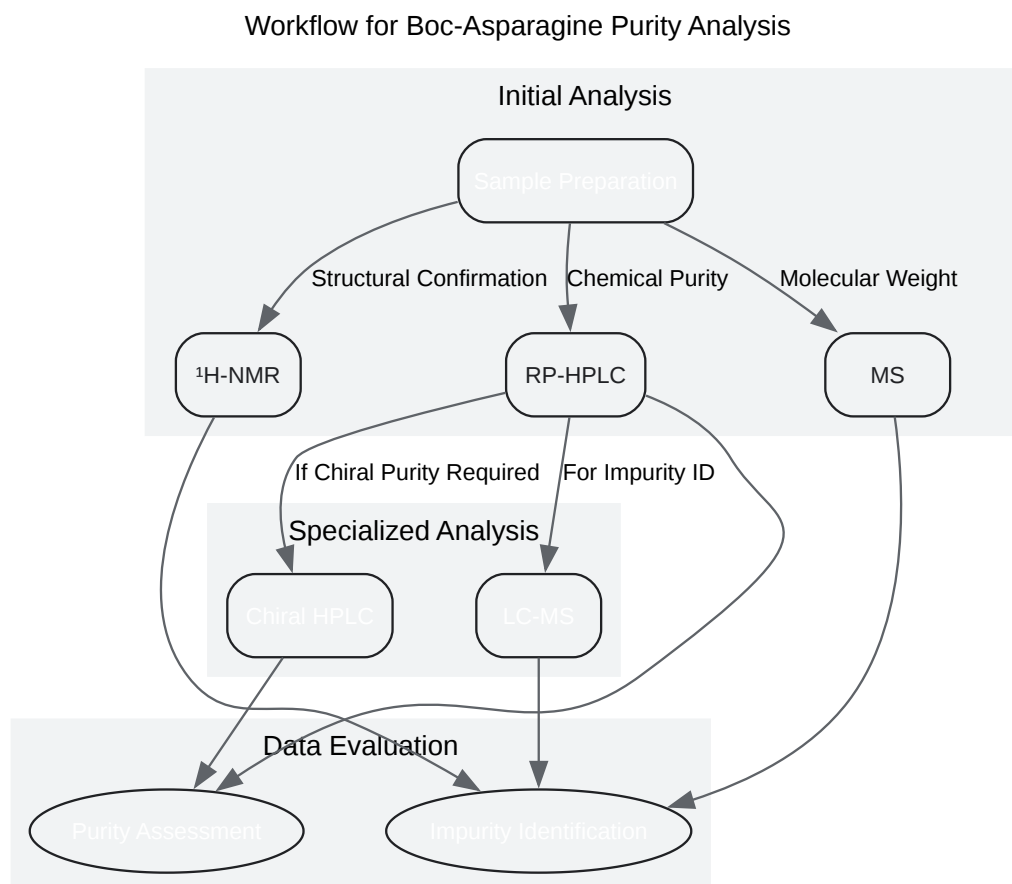 Workflow for Boc-Asparagine Purity Analysis
Initial Analysis
Sample Preparation
Structural Confirmation
Chemical Purity
Molecular Weight
¹H-NMR
RP-HPLC
MS
If Chiral Purity Required
For Impurity ID
Specialized Analysis
Chiral HPLC
LC-MS
Data Evaluation
Purity Assessment
Impurity Identification